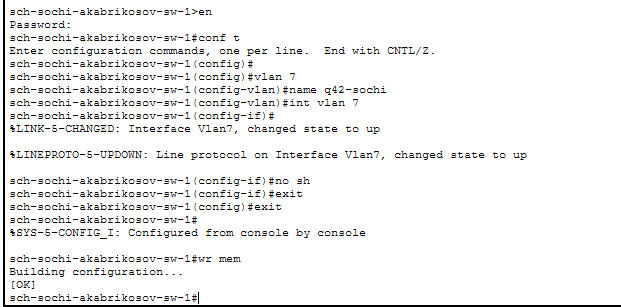 sch-sochi-akabrikosov-sw-1>en
Password:
sch-sochi-akabrikosov-sw-1#conf t
Enter configuration commands, one per line.  End with CNTL/Z.
sch-sochi-akabrikosov-sw-1(config)#
sch-sochi-akabrikosov-sw-1(config)#vlan 7
sch-sochi-akabrikosov-sw-1(config-vlan)#name q42-sochi
sch-sochi-akabrikosov-sw-1(config-vlan)#int vlan 7
sch-sochi-akabrikosov-sw-1(config-if)#
%LINK-5-CHANGED: Interface Vlan7, changed state to up
%LINEPROTO-5-UPDOWN: Line protocol on Interface Vlan7, changed state to up
sch-sochi-akabrikosov-sw-1(config-if)#no sh
sch-sochi-akabrikosov-sw-1(config-if)#exit
sch-sochi-akabrikosov-sw-1(config)#exit
sch-sochi-akabrikosov-sw-1#
%SYS-5-CONFIG_I: Configured from console by console
sch-sochi-akabrikosov-sw-1#wr mem
Building configuration...
[OK]
sch-sochi-akabrikosov-sw-1#